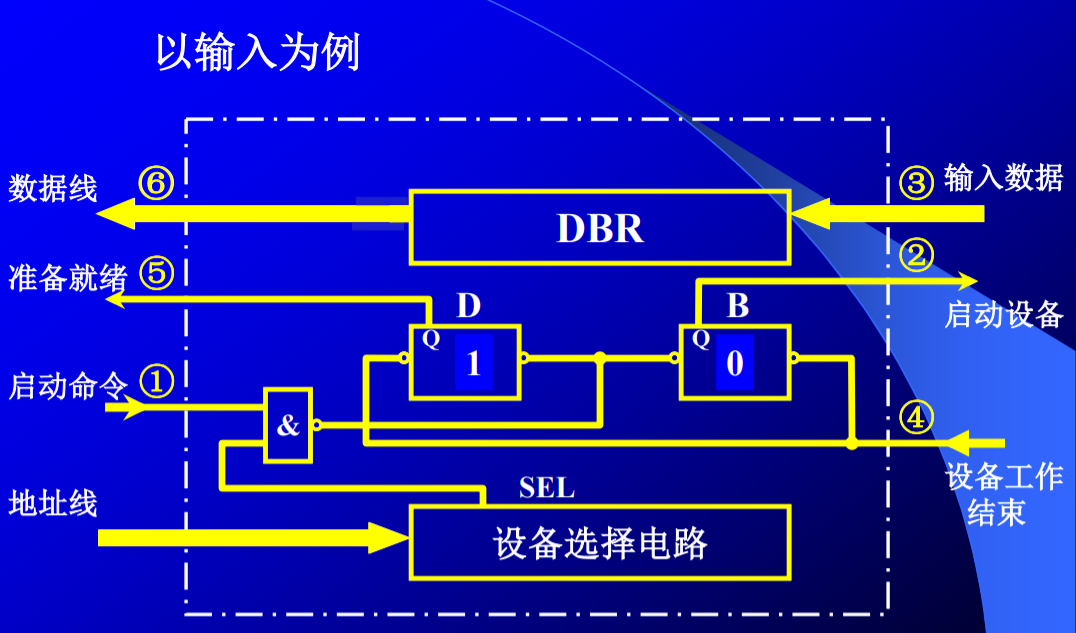 以输入为例
数据线
⑥
DBR
③
输入数据
②
准备就绪
⑤
D
B
启动设备
Q
1
Q
0
启动命令
①
&
④
设备工作
结束
地址线
SEL
设备选择电路